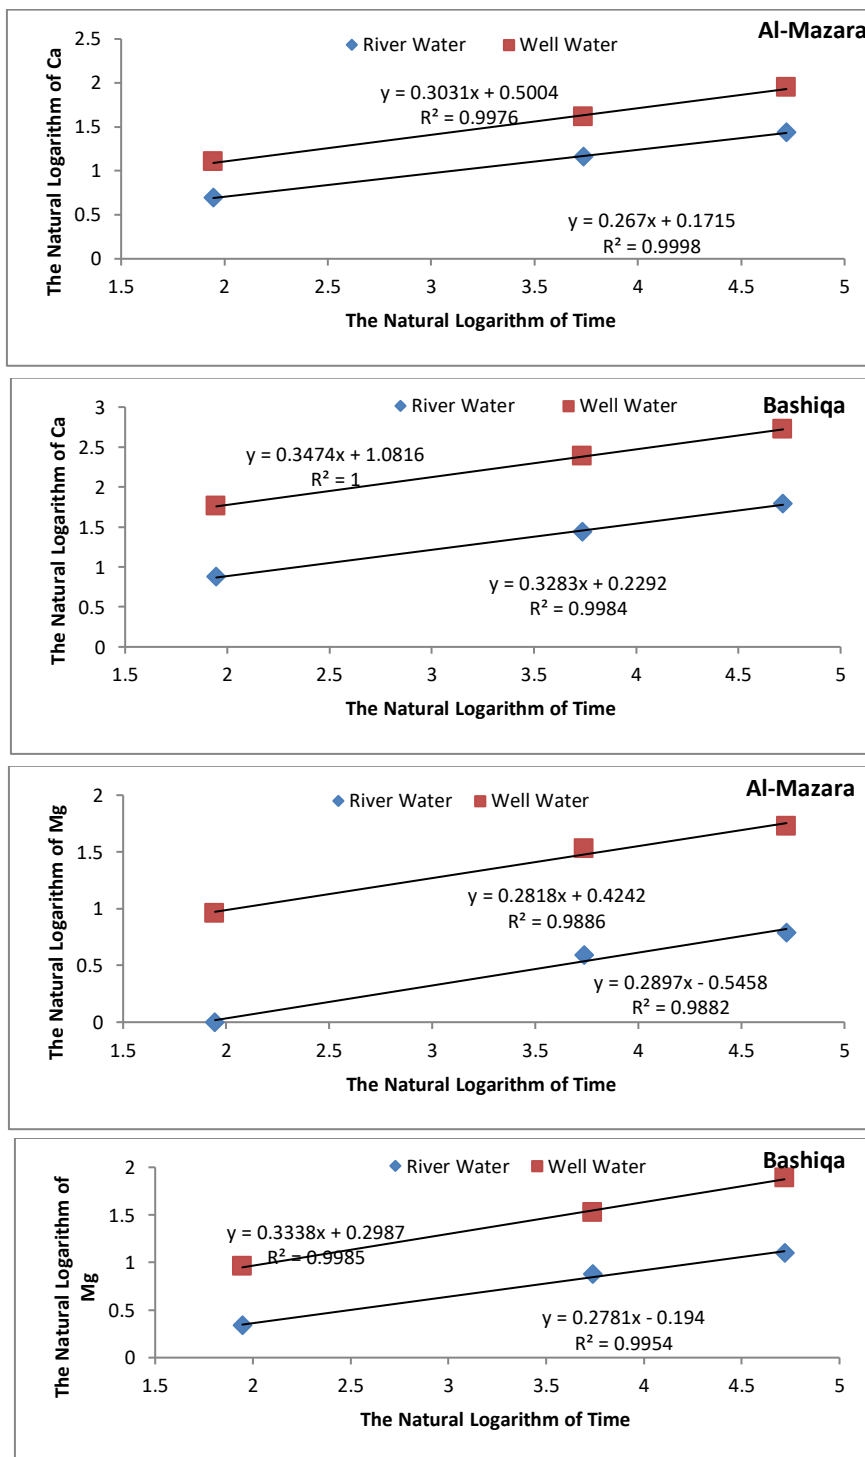 Al-Mazara
River Water Well Water
The Natural Logarithm of Ca
2.5
2
1.5
1
0.5
0
y = 0.3031x + 0.5004
R² = 0.9976
y = 0.267x + 0.1715
R² = 0.9998
1.5 2 2.5 3 3.5 4 4.5 5
The Natural Logarithm of Time
Bashiqa
River Water Well Water
The Natural Logarithm of Ca
3
2.5
2
1.5
1
0.5
0
y = 0.3474x + 1.0816
R² = 1
y = 0.3283x + 0.2292
R² = 0.9984
1.5 2 2.5 3 3.5 4 4.5 5
The Natural Logarithm of Time
Al-Mazara
River Water Well Water
The Natural Logarithm of Mg
2
1.5
1
0.5
0
y = 0.2818x + 0.4242
R² = 0.9886
y = 0.2897x - 0.5458
R² = 0.9882
1.5 2 2.5 3 3.5 4 4.5 5
The Natural Logarithm of Time
Bashiqa
River Water Well Water
The Natural Logarithm of
Mg
2
1.5
1
0.5
0
y = 0.3338x + 0.2987
R² = 0.9985
y = 0.2781x - 0.194
R² = 0.9954
1.5 2 2.5 3 3.5 4 4.5 5
The Natural Logarithm of Time